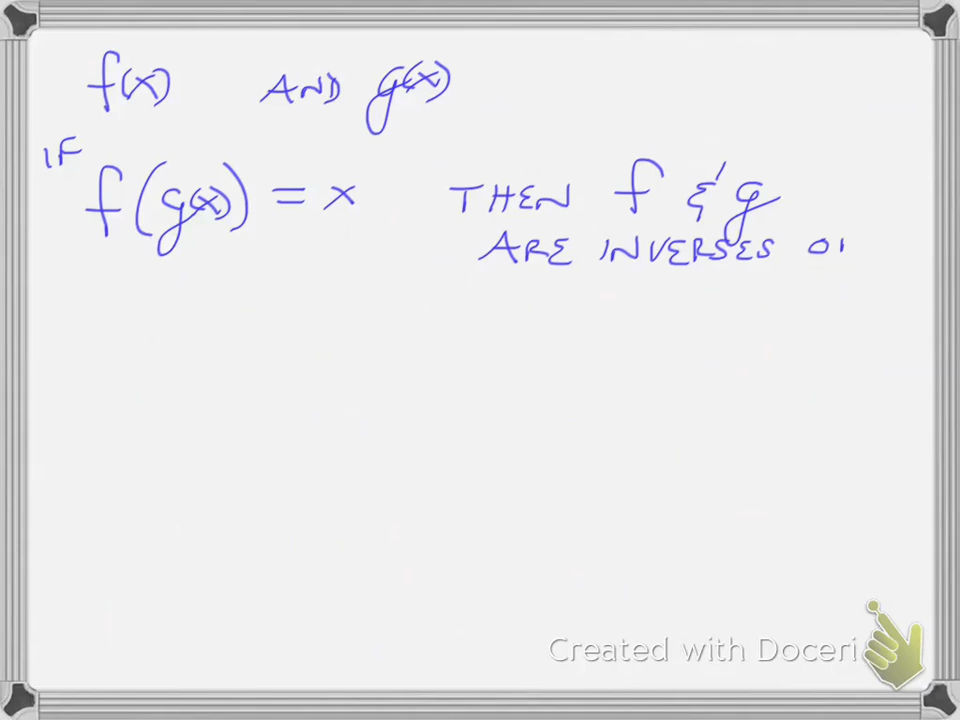 f(x) AND g(x)
IF
f(g(x)) = x THEN f & g
ARE INVERSES
Created with Doceri